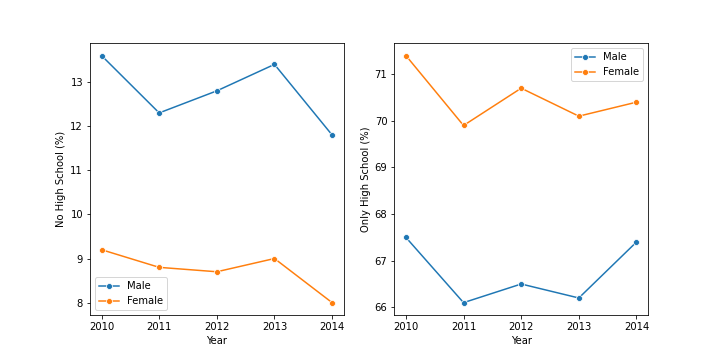 No High School (%)
13
12
11
10
9
8
Male
Female
2010 2011 2012 2013 2014
Year
Only High School (%)
71
70
69
68
67
66
Male
Female
2010 2011 2012 2013 2014
Year